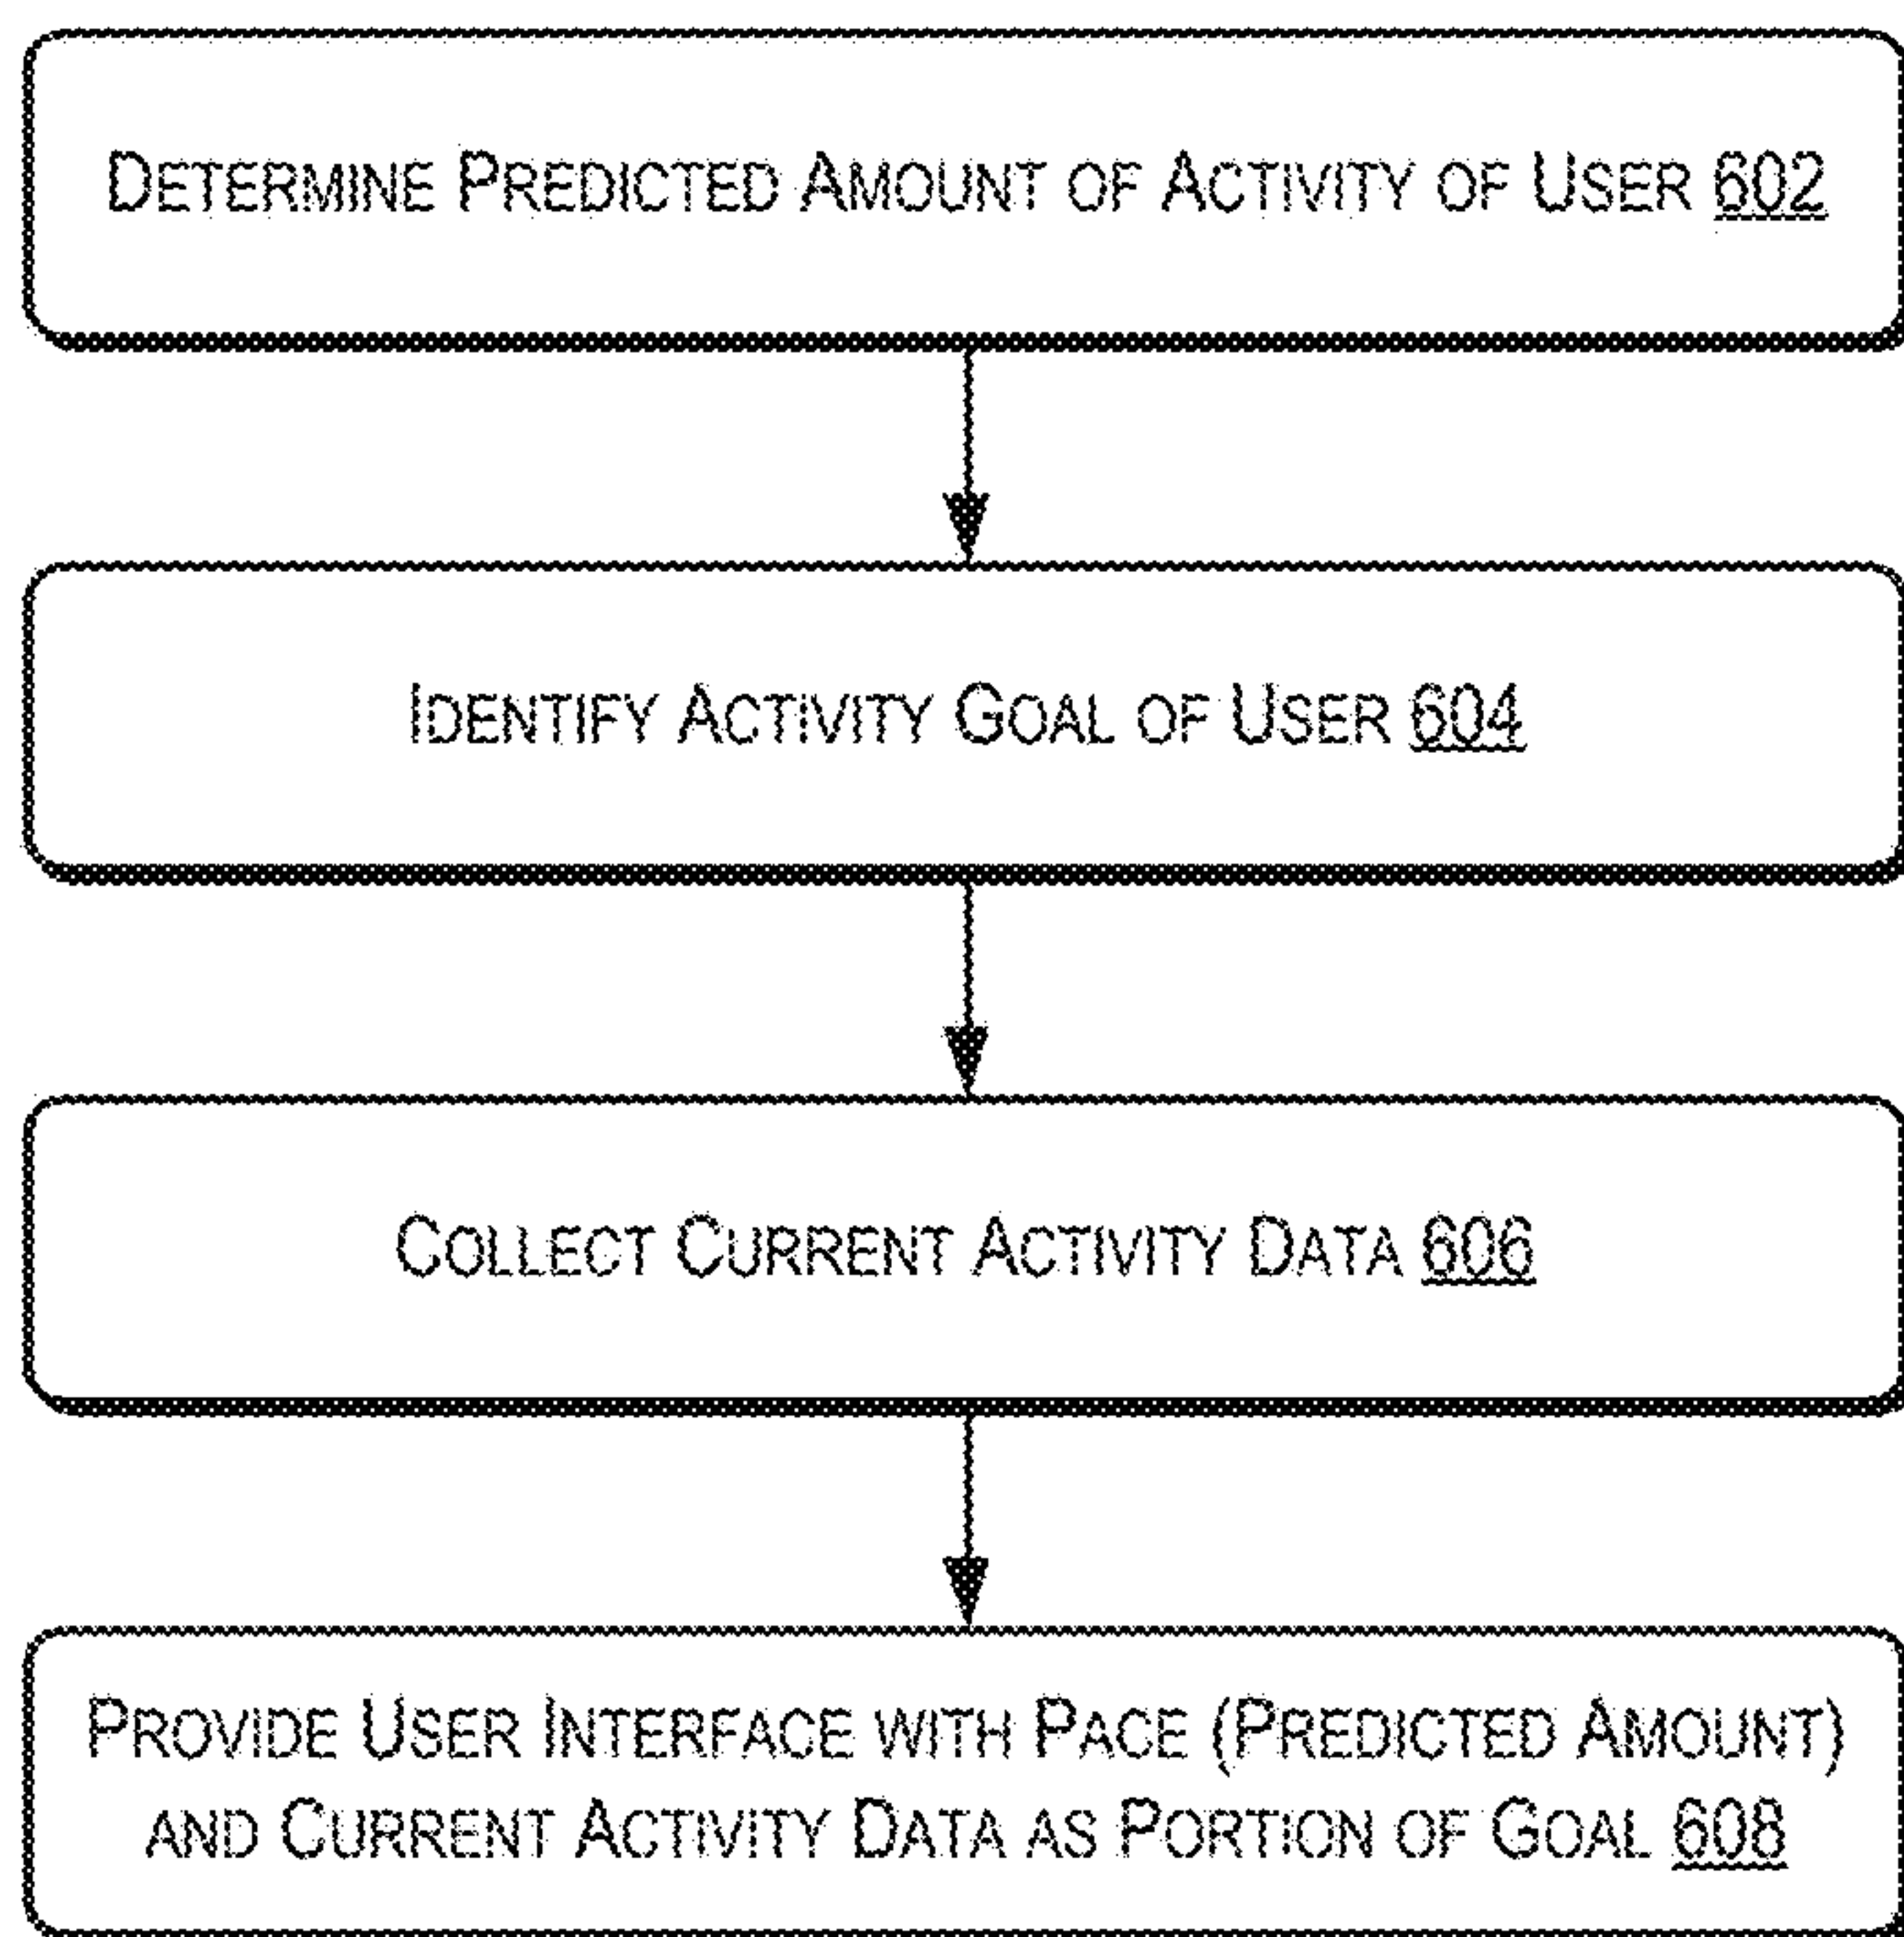 DETERMINE PREDICTED AMOUNT OF ACTIVITY OF USER 602
IDENTIFY ACTIVITY GOAL OF USER 604
COLLECT CURRENT ACTIVITY DATA 606
PROVIDE USER INTERFACE WITH PACE (PREDICTED AMOUNT)
AND CURRENT ACTIVITY DATA AS PORTION OF GOAL 608